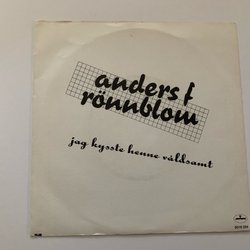 anders f
rönnblom
jag kysste henne våldsamt